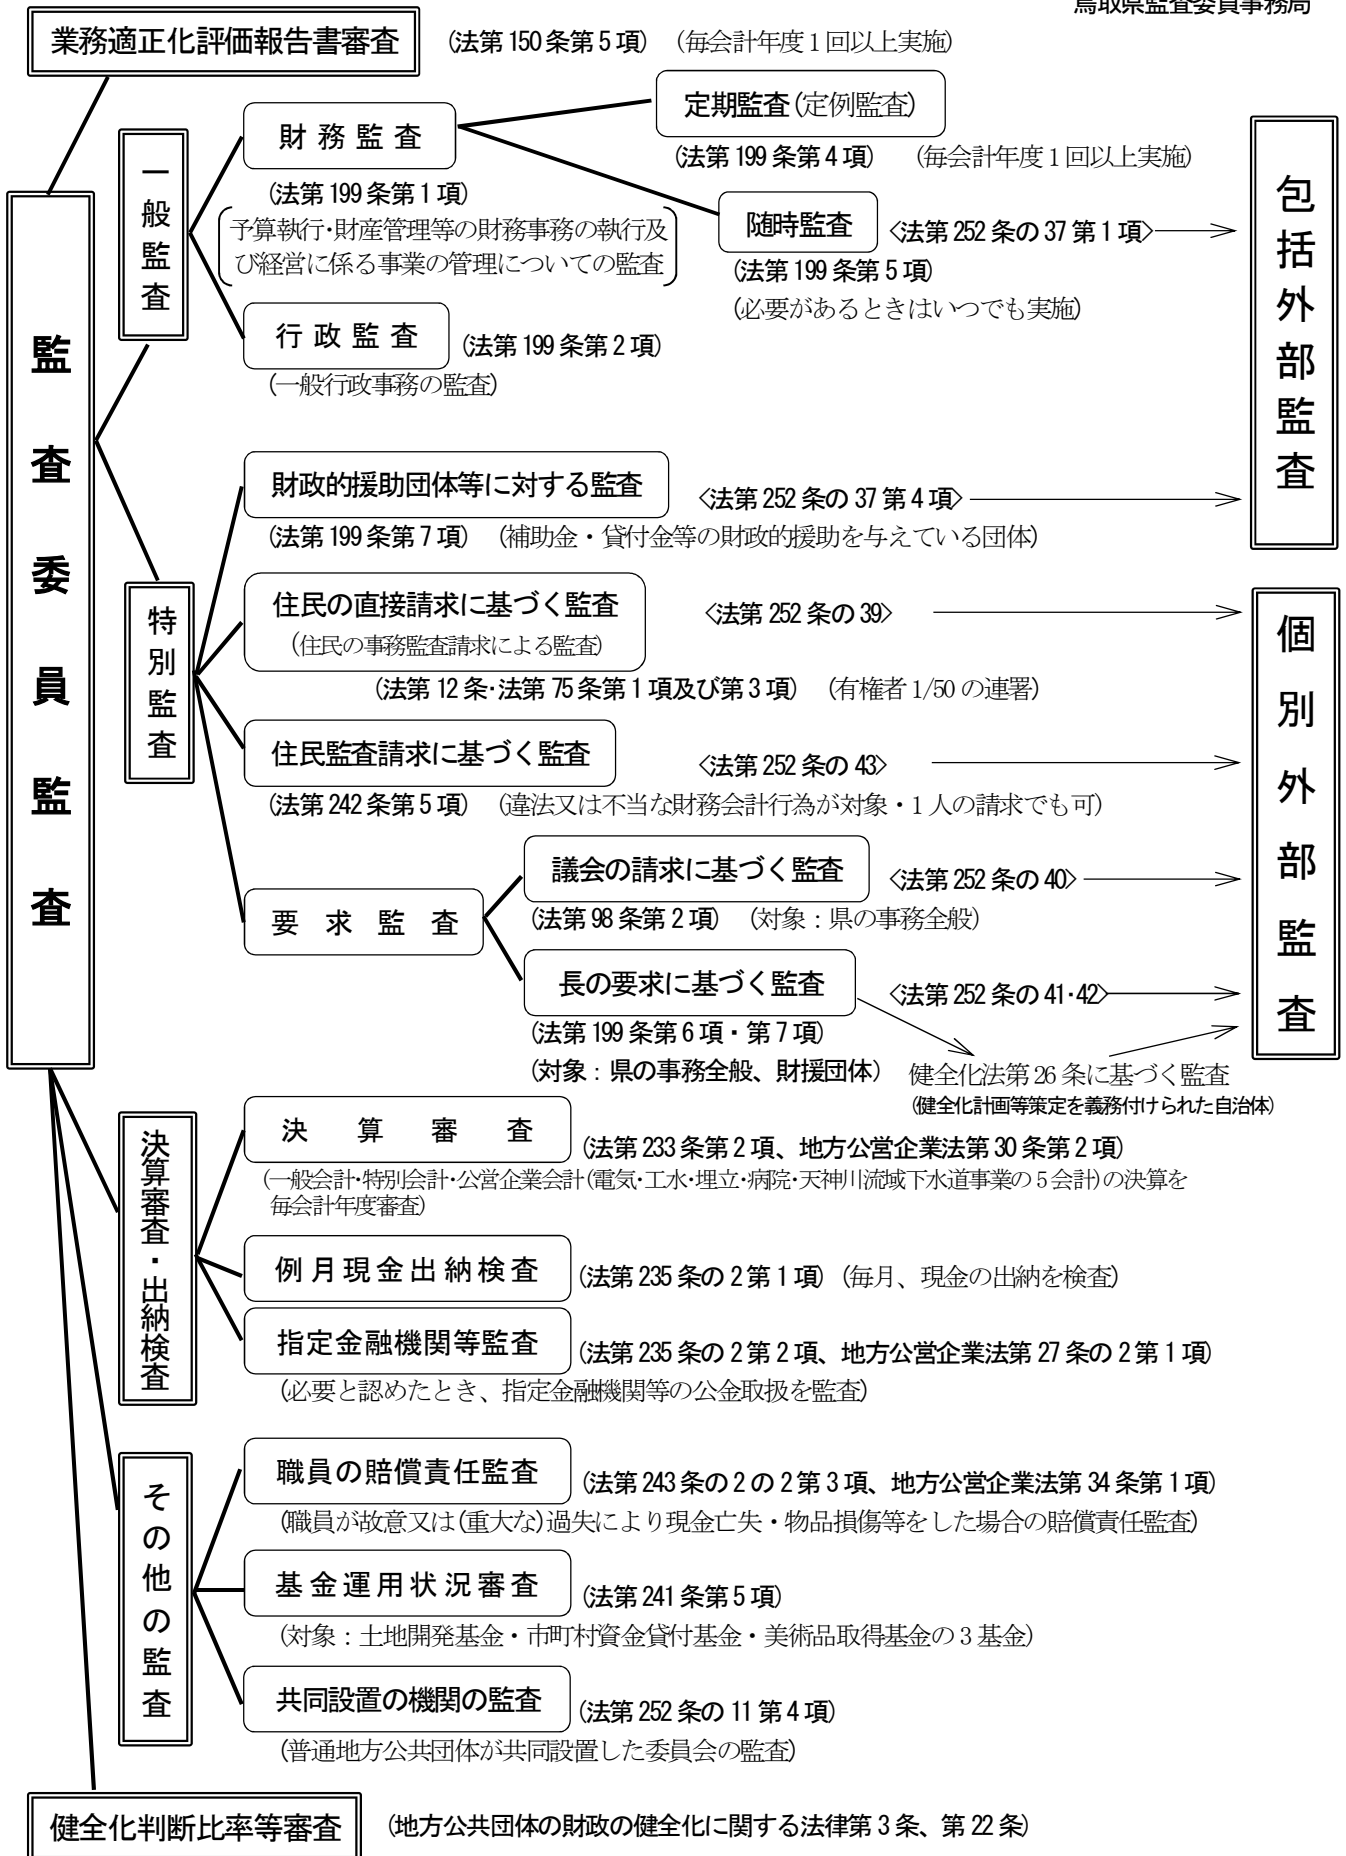 鳥取県監査委員事務局
業務適正化評価報告書審査 (法第150条第5項) (毎会計年度1回以上実施)
監査委員監査
一般監査
財務監査
(法第199条第1項)
予算執行・財産管理等の財務事務の執行及
び経営に係る事業の管理についての監査
定期監査(定例監査)
(法第199条第4項) (毎会計年度1回以上実施)
随時監査 〈法第252条の37第1項〉
(法第199条第5項)
(必要があるときはいつでも実施)
行政監査 (法第199条第2項)
(一般行政事務の監査)
包括外部監査
特別監査
財政的援助団体等に対する監査 〈法第252条の37第4項〉
(法第199条第7項) (補助金・貸付金等の財政的援助を与えている団体)
住民の直接請求に基づく監査 〈法第252条の39〉
(住民の事務監査請求による監査)
(法第12条・法第75条第1項及び第3項) (有権者1/50の連署)
住民監査請求に基づく監査 〈法第252条の43〉
(法第242条第5項) (違法又は不当な財務会計行為が対象・1人の請求でも可)
要求監査
議会の請求に基づく監査 〈法第252条の40〉
(法第98条第2項) (対象：県の事務全般)
長の要求に基づく監査 〈法第252条の41・42〉
(法第199条第6項・第7項)
(対象：県の事務全般、財援団体)
健全化法第26条に基づく監査
(健全化計画等策定を義務付けられた自治体)
個別外部監査
決算審査・出納検査
決算審査 (法第233条第2項、地方公営企業法第30条第2項)
(一般会計・特別会計・公営企業会計(電気・工水・埋立・病院・天神川流域下水道事業の5会計)の決算を
毎会計年度審査)
例月現金出納検査 (法第235条の2第1項) (毎月、現金の出納を検査)
指定金融機関等監査 (法第235条の2第2項、地方公営企業法第27条の2第1項)
(必要と認めたとき、指定金融機関等の公金取扱を監査)
その他の監査
職員の賠償責任監査 (法第243条の2の2第3項、地方公営企業法第34条第1項)
(職員が故意又は(重大な)過失により現金亡失・物品損傷等をした場合の賠償責任監査)
基金運用状況審査 (法第241条第5項)
(対象：土地開発基金・市町村資金貸付基金・美術品取得基金の3基金)
共同設置の機関の監査 (法第252条の11第4項)
(普通地方公共団体が共同設置した委員会の監査)
健全化判断比率等審査 (地方公共団体の財政の健全化に関する法律第3条、第22条)